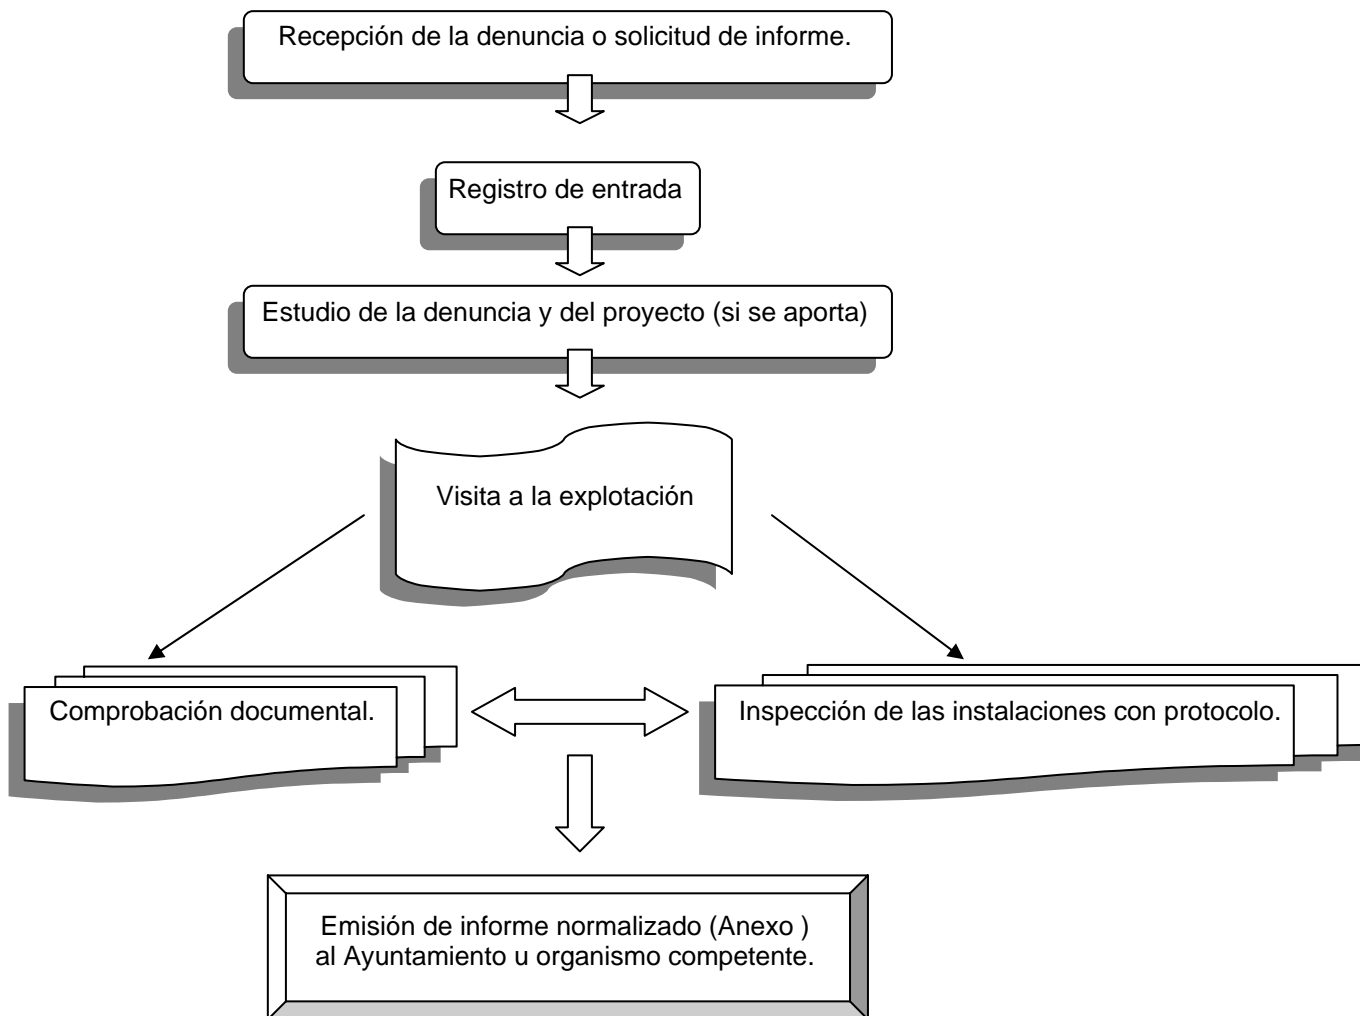 Recepción de la denuncia o solicitud de informe.
Registro de entrada
Estudio de la denuncia y del proyecto (si se aporta)
Visita a la explotación
Comprobación documental.
Inspección de las instalaciones con protocolo.
Emisión de informe normalizado (Anexo )
al Ayuntamiento u organismo competente.